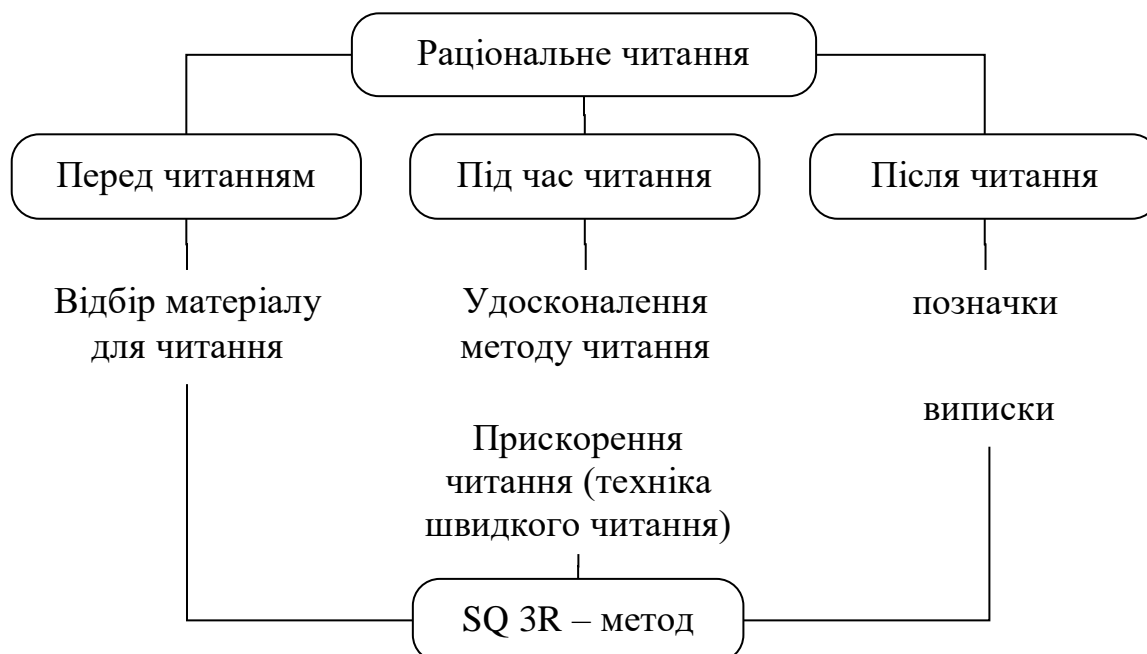 Раціональне читання
Перед читанням
Під час читання
Після читання
Відбір матеріалу
для читання
Удосконалення
методу читання
позначки
виписки
Прискорення
читання (техніка
швидкого читання)
SQ 3R – метод